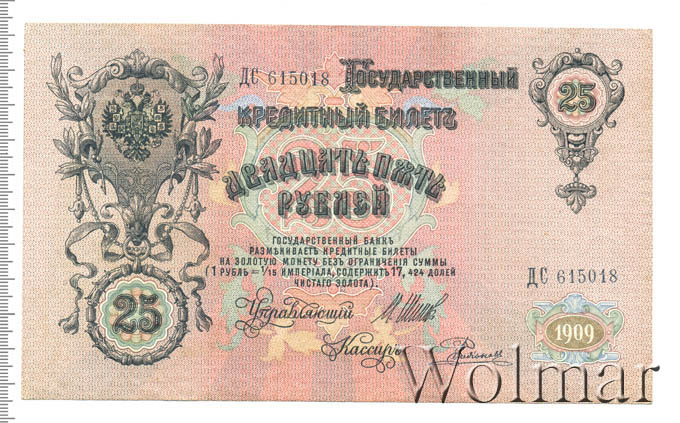 ДС 615018
Государственный
Кредитный Билетъ
Двадцать пять
рублей
25
ГОСУДАРСТВЕННЫЙ БАНКЪ
РАЗМѢНИВАЕТЪ КРЕДИТНЫЕ БИЛЕТЫ
НА ЗОЛОТУЮ МОНЕТУ БЕЗЪ ОГРАНИЧЕНІЯ СУММЫ
(1 РУБЛЬ = 1/15 ИМПЕРІАЛА, СОДЕРЖИТЪ 17,424 ДОЛЕЙ
ЧИСТАГО ЗОЛОТА).
ДС 615018
25
Управляющій
1909
Кассиръ
Wolmar